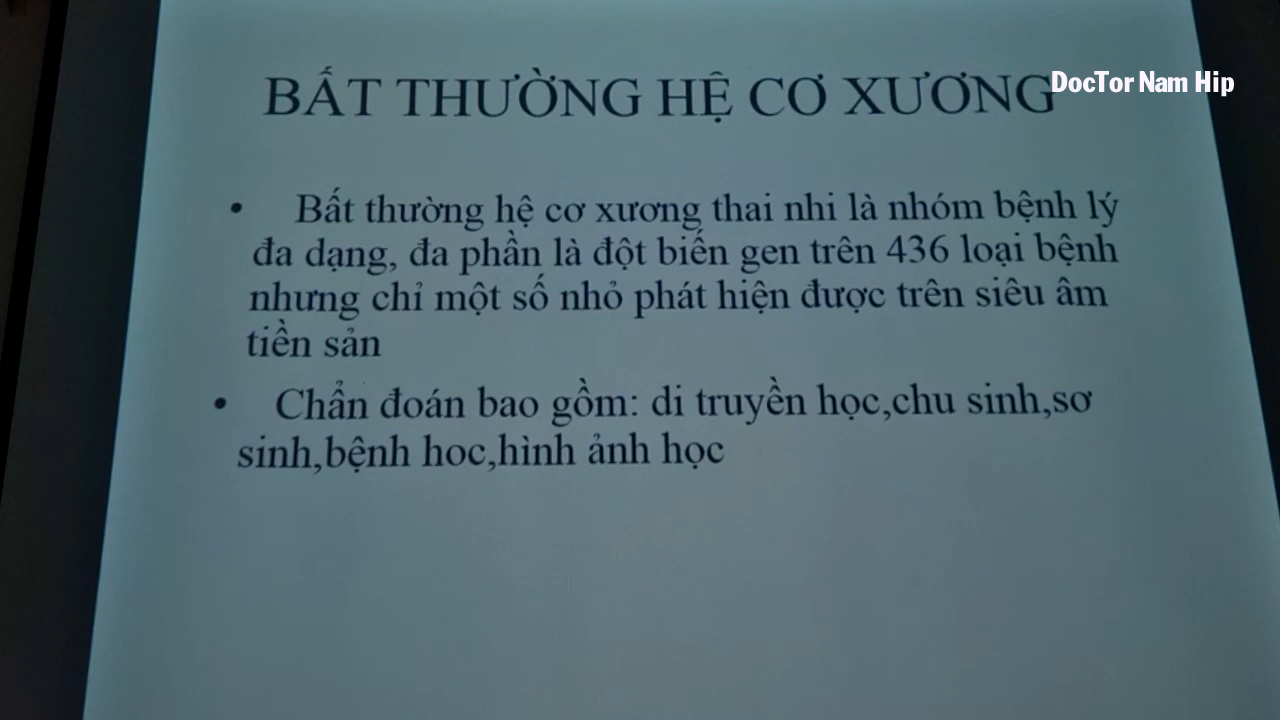 BẤT THƯỜNG HỆ CƠ XƯƠNG
DocTor Nam Hip
• Bất thường hệ cơ xương thai nhi là nhóm bệnh lý
đa dạng, đa phần là đột biến gen trên 436 loại bệnh
nhưng chỉ một số nhỏ phát hiện được trên siêu âm
tiền sản
• Chẩn đoán bao gồm: di truyền học,chu sinh,sơ
sinh,bệnh hoc,hình ảnh học